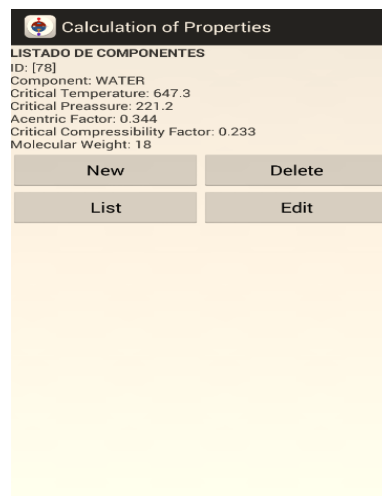 Calculation of Properties
LISTADO DE COMPONENTES
ID: [78]
Component: WATER
Critical Temperature: 647.3
Critical Preassure: 221.2
Acentric Factor: 0.344
Critical Compressibility Factor: 0.233
Molecular Weight: 18
New Delete
List Edit